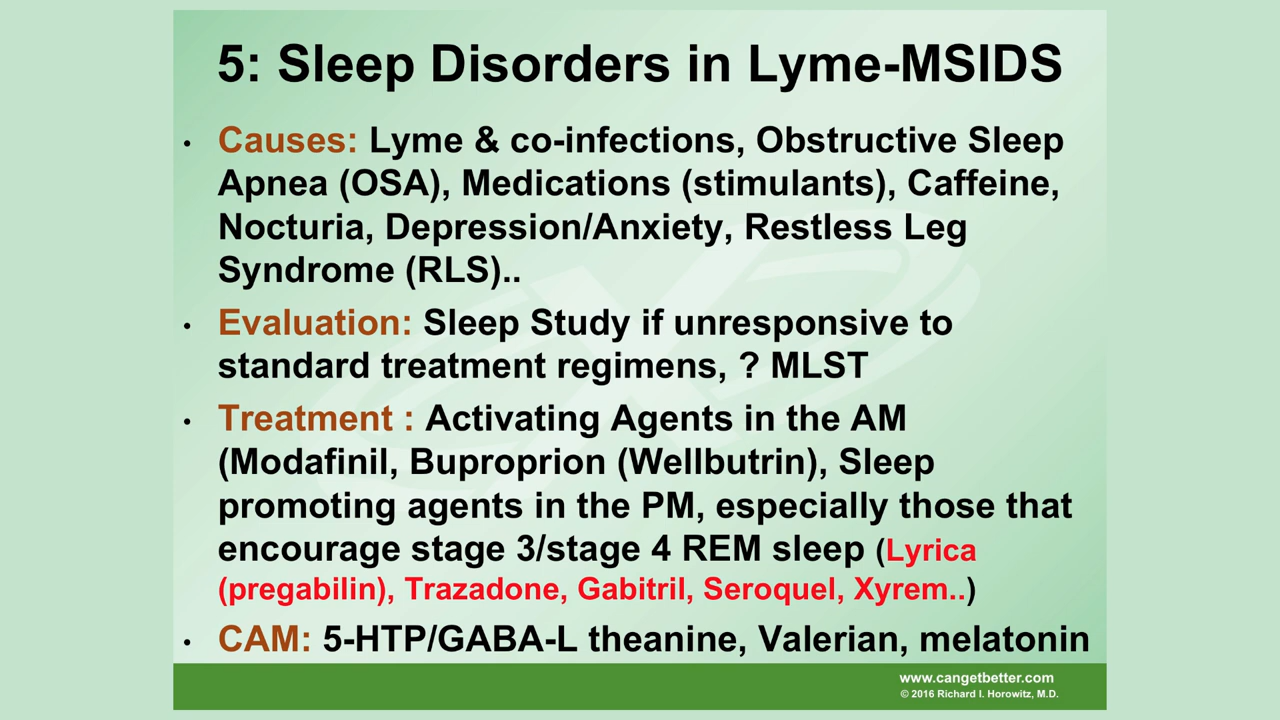 5: Sleep Disorders in Lyme-MSIDS
• Causes: Lyme & co-infections, Obstructive Sleep
Apnea (OSA), Medications (stimulants), Caffeine,
Nocturia, Depression/Anxiety, Restless Leg
Syndrome (RLS)..
• Evaluation: Sleep Study if unresponsive to
standard treatment regimens, ? MLST
• Treatment : Activating Agents in the AM
(Modafinil, Buproprion (Wellbutrin), Sleep
promoting agents in the PM, especially those that
encourage stage 3/stage 4 REM sleep (Lyrica
(pregabilin), Trazadone, Gabitril, Seroquel, Xyrem..)
• CAM: 5-HTP/GABA-L theanine, Valerian, melatonin
www.cangetbetter.com
© 2016 Richard I. Horowitz, M.D.